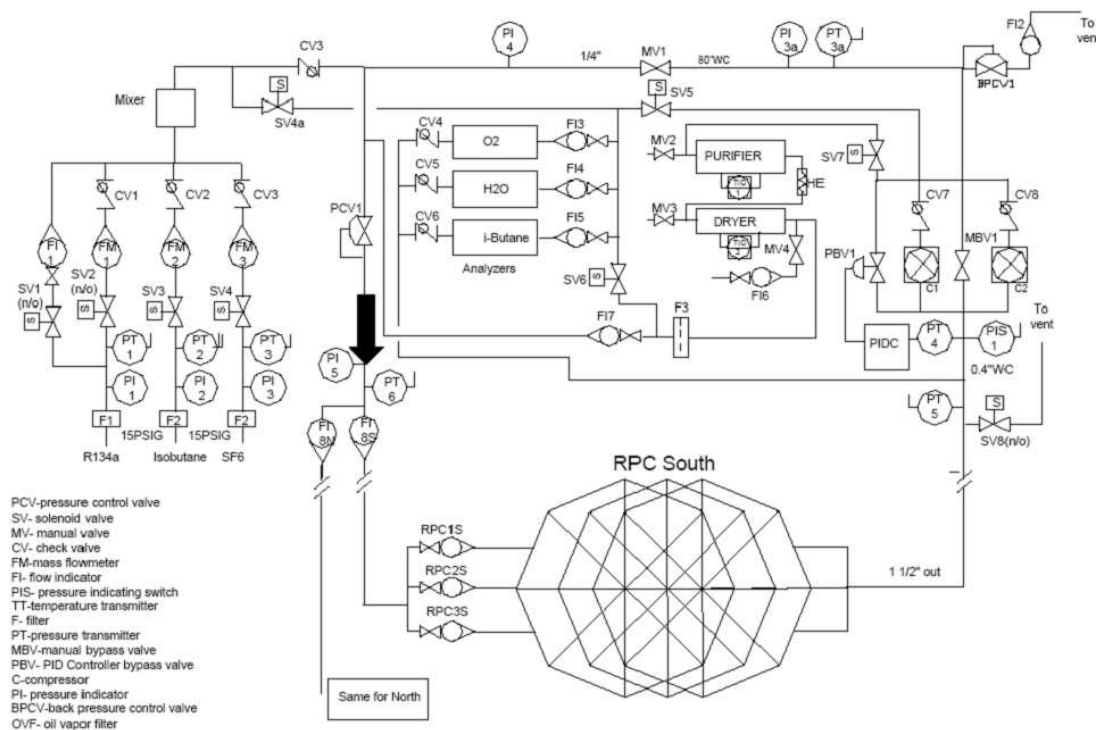 FI2
To
vent
PI
4
1/4"
MV1
80"WC
PI
3a
PT
3a
BPCV1
CV3
Mixer
S
SV4a
S
SV5
CV4
O2
FI3
CV5
H2O
FI4
CV6
i-Butane
FI5
Analyzers
MV2
PURIFIER
HE
MV3
DRYER
MV4
FI6
SV7
S
CV7
CV8
MBV1
PBV1
C1
C2
CV1
CV2
CV3
FI
1
FM
1
FM
2
FM
3
SV1
(n/o)
S
SV2
(n/o)
S
SV3
S
SV4
S
PCV1
SV6
S
FI7
F3
PIDC
PT
4
PIS
1
To
vent
0.4"WC
PT
5
S
SV8(n/o)
PT
1
PT
2
PT
3
PI
1
PI
2
PI
3
F1
15PSIG
F2
15PSIG
F2
R134a
Isobutane
SF6
PI
5
PT
6
FI
8N
FI
8S
RPC South
RPC1S
RPC2S
RPC3S
1 1/2" out
Same for North
PCV-pressure control valve
SV- solenoid valve
MV- manual valve
CV- check valve
FM-mass flowmeter
FI- flow indicator
PIS- pressure indicating switch
TT-temperature transmitter
F- filter
PT-pressure transmitter
MBV-manual bypass valve
PBV- PID Controller bypass valve
C-compressor
PI- pressure indicator
BPCV-back pressure control valve
OVF- oil vapor filter